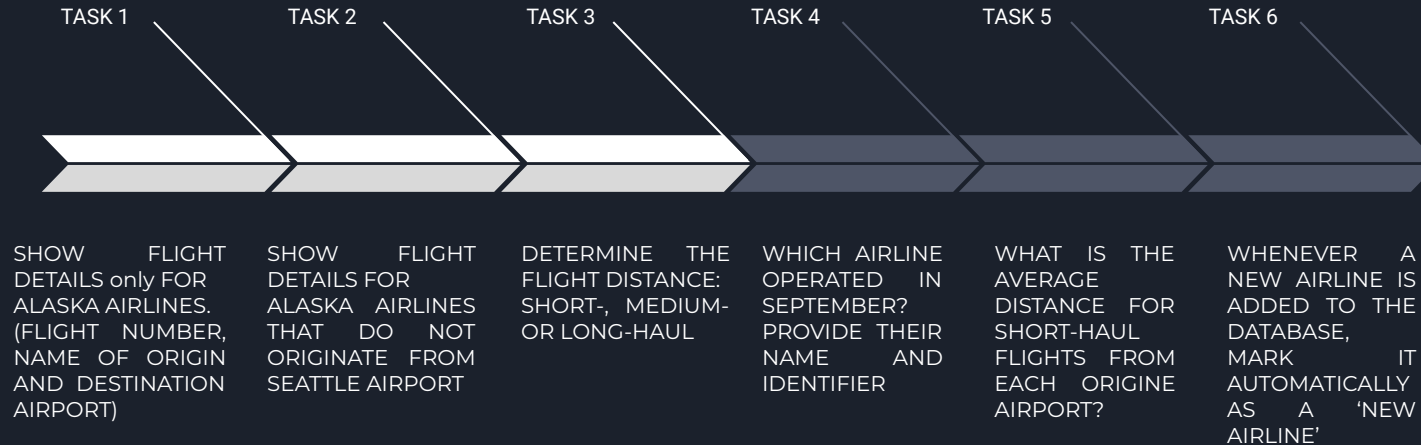 TASK 1
TASK 2
TASK 3
TASK 4
TASK 5
TASK 6
SHOW FLIGHT
DETAILS only FOR
ALASKA AIRLINES.
(FLIGHT NUMBER,
NAME OF ORIGIN
AND DESTINATION
AIRPORT)
SHOW FLIGHT
DETAILS FOR
ALASKA AIRLINES
THAT DO NOT
ORIGINATE FROM
SEATTLE AIRPORT
DETERMINE THE
FLIGHT DISTANCE:
SHORT-, MEDIUM-
OR LONG-HAUL
WHICH AIRLINE
OPERATED IN
SEPTEMBER?
PROVIDE THEIR
NAME AND
IDENTIFIER
WHAT IS THE
AVERAGE
DISTANCE FOR
SHORT-HAUL
FLIGHTS FROM
EACH ORIGINE
AIRPORT?
WHENEVER A
NEW AIRLINE IS
ADDED TO THE
DATABASE,
MARK IT
AUTOMATICALLY
AS A ‘NEW
AIRLINE’